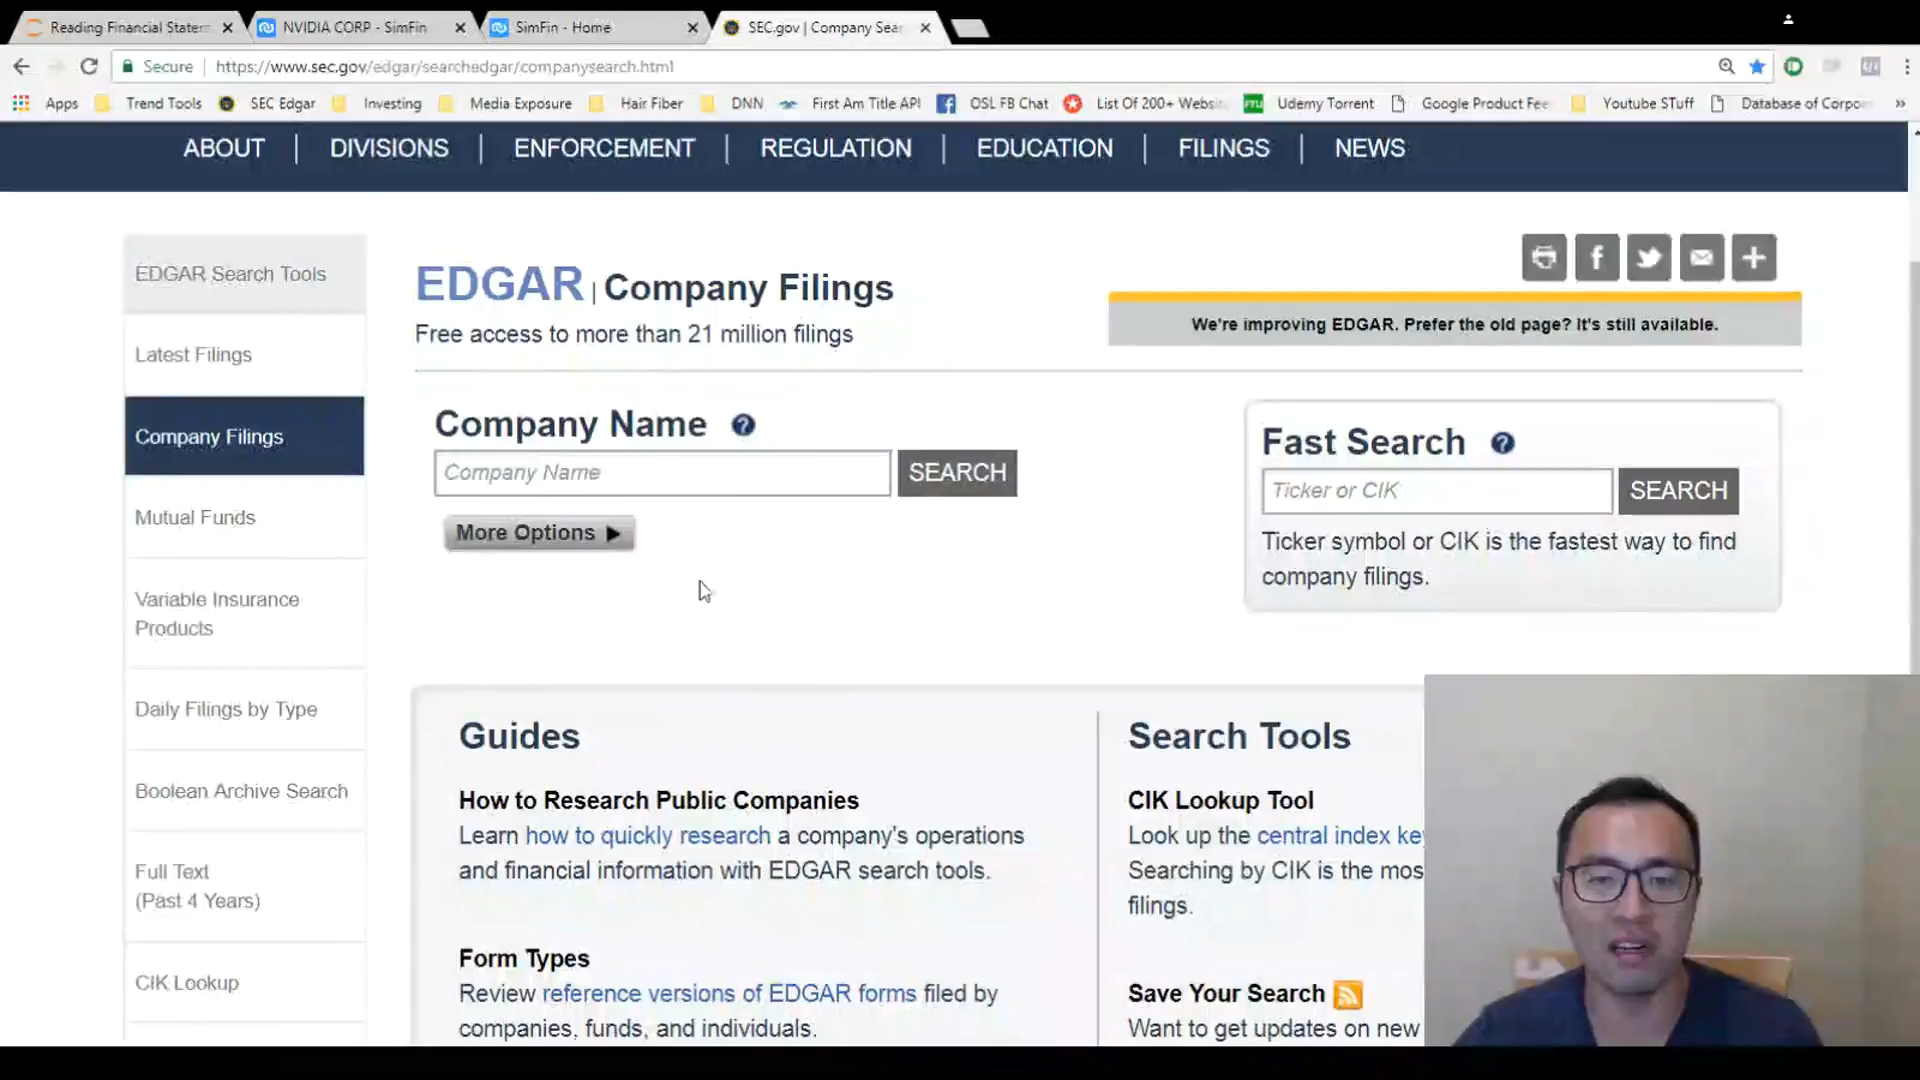 Reading Financial Statem
NVIDIA CORP - SimFin
SimFin - Home
SEC.gov | Company Sear
Secure
https://www.sec.gov/edgar/searchedgar/companysearch.html
Apps
Trend Tools
SEC Edgar
Investing
Media Exposure
Hair Fiber
DNN
First Am Title API
OSL FB Chat
List Of 200+ Websi
FTU
Udemy Torrent
Google Product Fee
Youtube STuff
Database of Corpo
»
ABOUT | DIVISIONS | ENFORCEMENT | REGULATION | EDUCATION | FILINGS | NEWS
EDGAR Search Tools
Latest Filings
Company Filings
Mutual Funds
Variable Insurance
Products
Daily Filings by Type
Boolean Archive Search
Full Text
(Past 4 Years)
CIK Lookup
EDGAR | Company Filings
Free access to more than 21 million filings
We're improving EDGAR. Prefer the old page? It's still available.
Company Name ?
Company Name
SEARCH
More Options
Fast Search ?
Ticker or CIK
SEARCH
Ticker symbol or CIK is the fastest way to find
company filings.
Guides
How to Research Public Companies
Learn how to quickly research a company's operations
and financial information with EDGAR search tools.
Form Types
Review reference versions of EDGAR forms filed by
companies, funds, and individuals.
Search Tools
CIK Lookup Tool
Look up the central index key
Searching by CIK is the mos
filings.
Save Your Search
Want to get updates on new